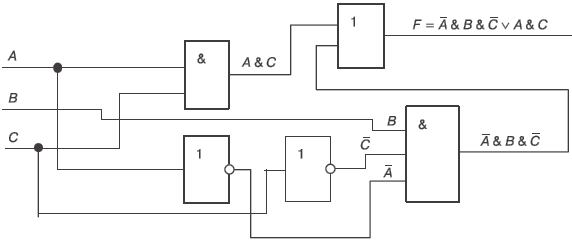 1
F = A̅ & B & C̅ ∨ A & C
A
&
A & C
B
B
&
C
1
1
C̅
A̅ & B & C̅
A̅